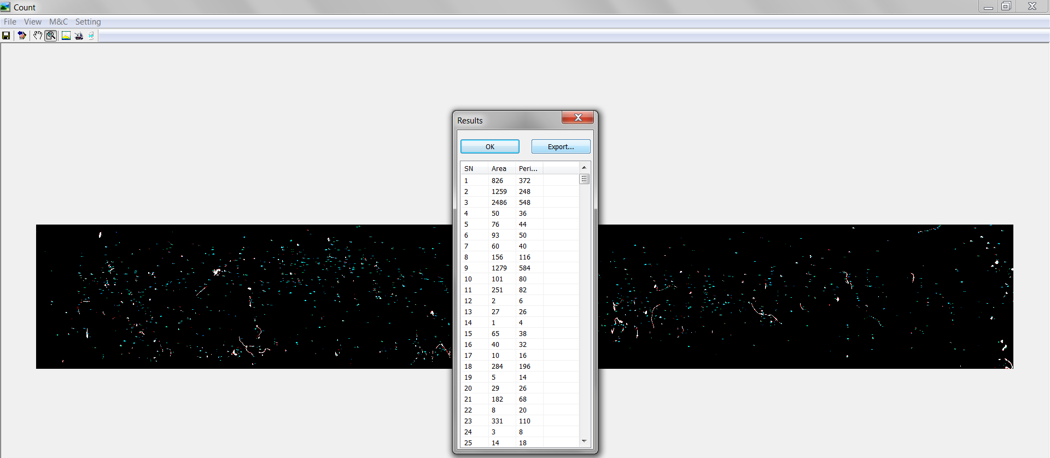 Count
File View M&C Setting
Results
OK Export...
SN Area Peri...
1 826 372
2 1259 248
3 2486 548
4 50 36
5 76 44
6 93 50
7 60 40
8 156 116
9 1279 584
10 101 80
11 251 82
12 2 6
13 27 26
14 1 4
15 65 38
16 40 32
17 10 16
18 284 196
19 5 14
20 29 26
21 182 68
22 8 20
23 331 110
24 3 8
25 14 18